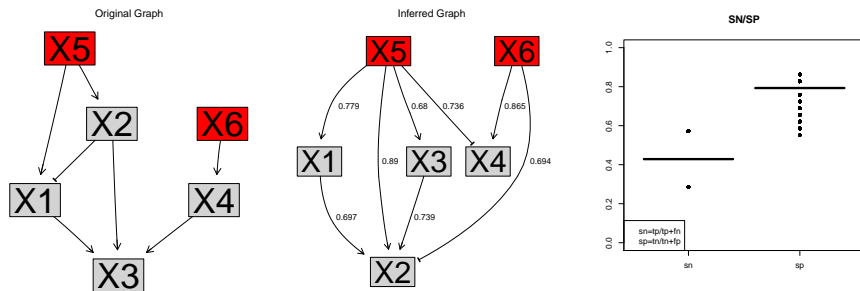 Original Graph
X5
X2
X6
X1
X4
X3
Inferred Graph
X5
X6
0.779
0.68
0.736
0.865
X1
0.89
X3
X4
0.694
0.697
0.739
X2
SN/SP
1.0
0.8
0.6
0.4
0.2
0.0
sn=tp/tp+fn
sp=tn/tn+fp
sn
sp